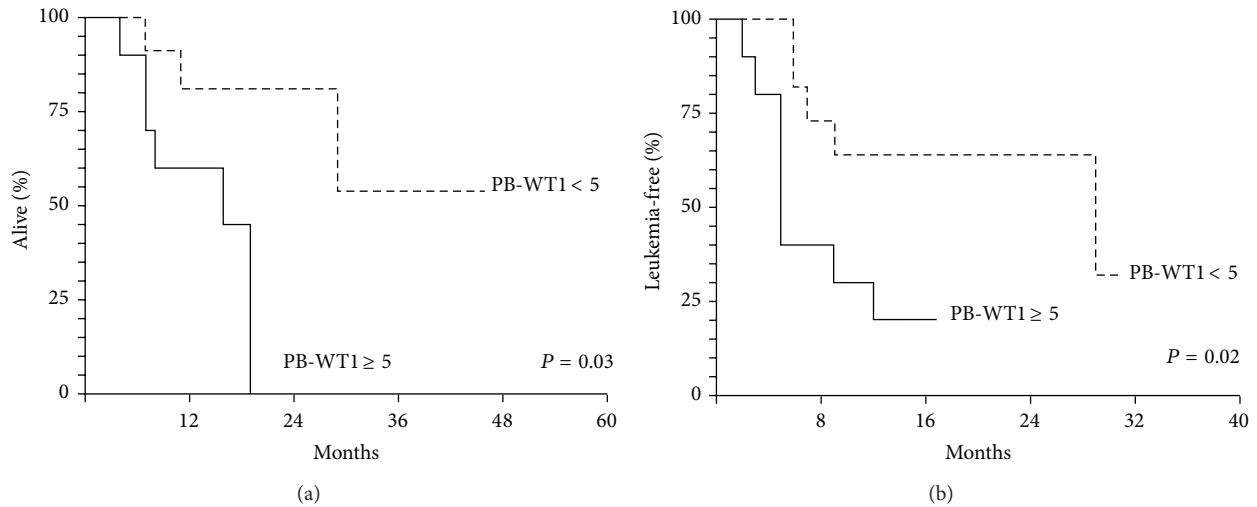 100
75
50
25
0
Alive (%)
PB-WT1 < 5
PB-WT1 ≥ 5
P = 0.03
12 24 36 48 60
Months
(a)
100
75
50
25
0
Leukemia-free (%)
PB-WT1 < 5
PB-WT1 ≥ 5
P = 0.02
8 16 24 32 40
Months
(b)